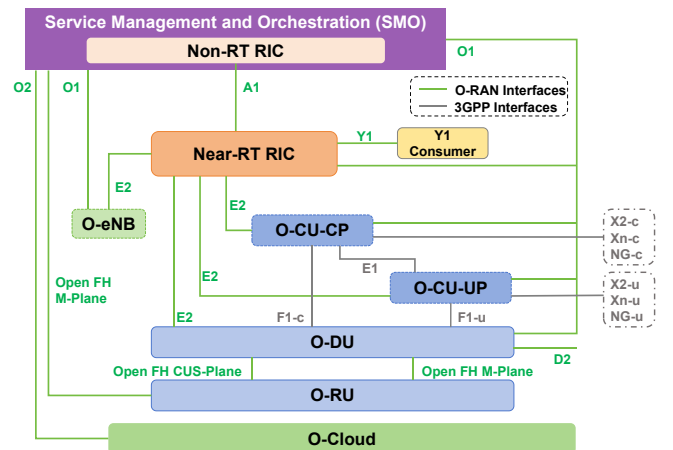 Service Management and Orchestration (SMO)
Non-RT RIC
O1
O2
O1
A1
O-RAN Interfaces
3GPP Interfaces
Near-RT RIC
Y1
Y1
Consumer
E2
E2
O-eNB
O-CU-CP
X2-c
Xn-c
NG-c
E1
Open FH
M-Plane
E2
O-CU-UP
X2-u
Xn-u
NG-u
E2
F1-c
F1-u
O-DU
D2
Open FH CUS-Plane
Open FH M-Plane
O-RU
O-Cloud